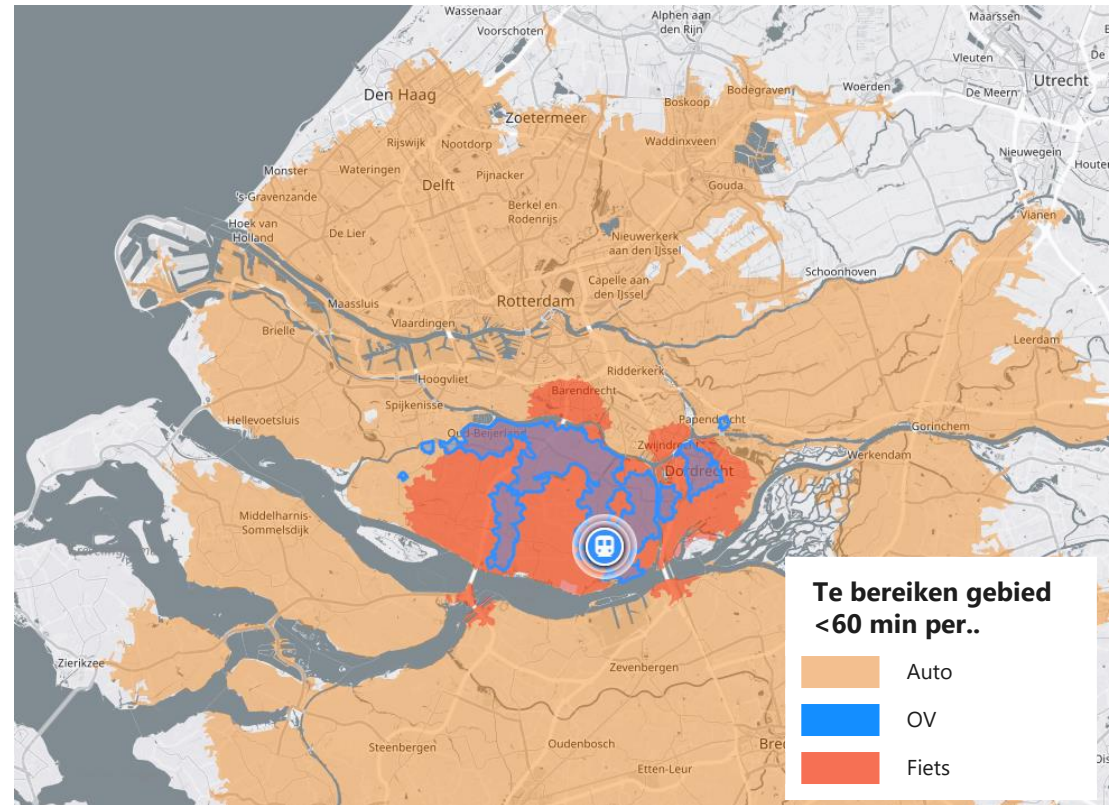 Wassenaar
Voorschoten
Alphen aan
den Rijn
Maarssen
Vleuten
De
Utrecht
Den Haag
Zoetermeer
Boskoop
Bodegraven
Woerden
De Meern
Rijswijk
Nootdorp
Waddinxveen
Nieuwegein
Houter
Monster
Wateringen
Delft
Pijnacker
Gouda
's-Gravenzande
Berkel en
Rodenrijs
Vianen
Hoek van
Holland
De Lier
Nieuwerkerk
aan den IJssel
Schoonhoven
Capelle aan
den IJssel
Maassluis
Rotterdam
Vlaardingen
Brielle
Leerdam
Hoogvliet
Ridderkerk
Barendrecht
Spijkenisse
Hellevoetsluis
Oud-Beijerland
Papendrecht
Zwijndrecht
Gorinchem
Werkendam
Dordrecht
Middelharnis-
Sommelsdijk
Zierikzee
Zevenbergen
Steenbergen
Oudenbosch
Bre
Etten-Leur
Te bereiken gebied
<60 min per..
Auto
OV
Fiets